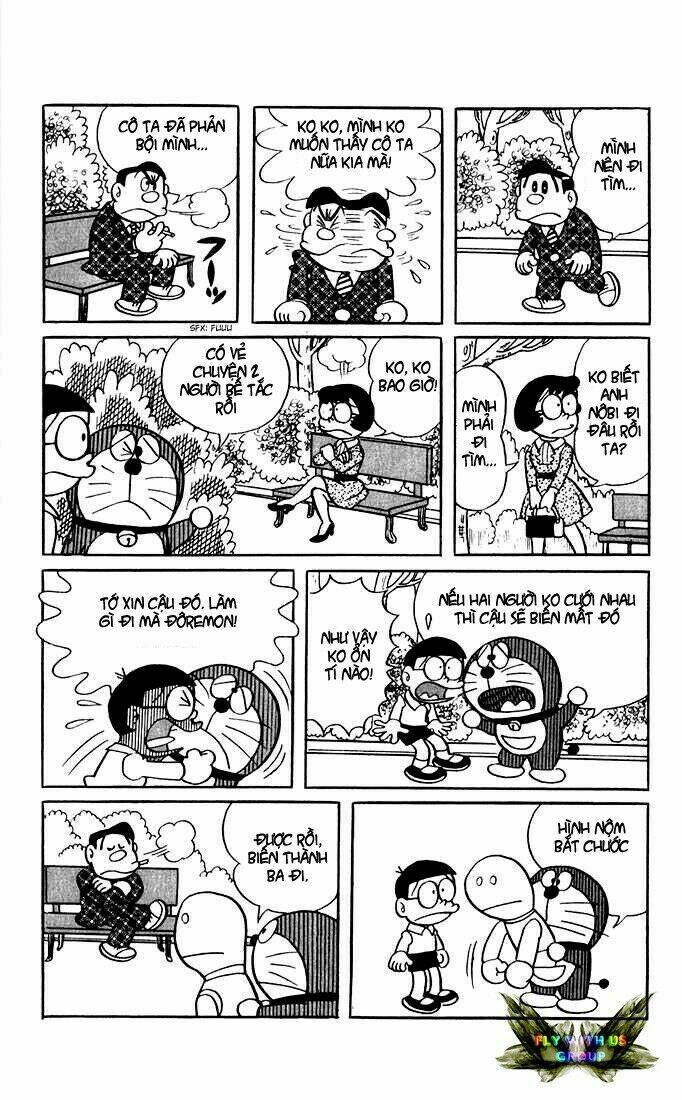 CÔ TA ĐÃ PHẢN
BỘI MÌNH...
KO KO, MÌNH KO
MUỐN THẤY CÔ TA
NỮA KIA MÀ!
MÌNH
NÊN ĐI
TÌM...
フーッ
SFX: FUUU
CÓ VẺ
CHUYỆN 2
NGƯỜI BẾ TẮC
RỒI
KO, KO
BAO GIỜ!
KO BIẾT
ANH
NÔBI ĐI
ĐÂU RỒI
TA?
MÌNH
PHẢI
ĐI
TÌM...
TỚ XIN CẬU ĐÓ. LÀM
GÌ ĐI MÀ ĐÔREMON!
NẾU HAI NGƯỜI KO CƯỚI NHAU
THÌ CẬU SẼ BIẾN MẤT ĐÓ
NHƯ VẬY
KO ỔN
TÍ NÀO!
ĐƯỢC RỒI,
BIẾN THÀNH
BA ĐI.
HÌNH NỘM
BẮT CHƯỚC
FLY WITH US
GROUP